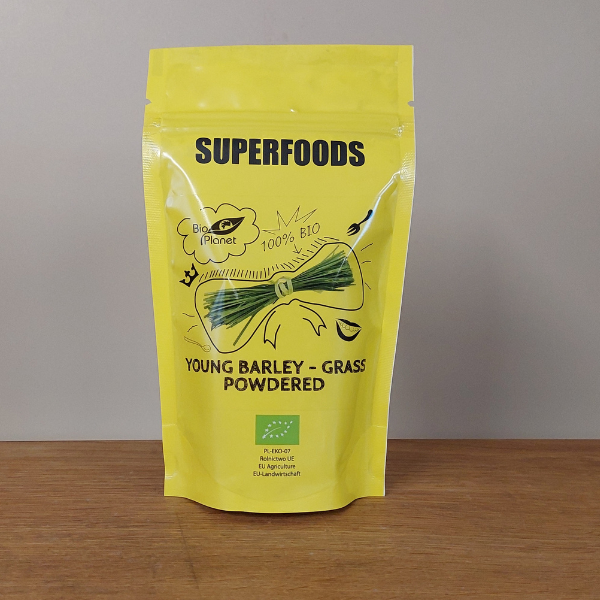 SUPERFOODS
Bio
Planet
100% BIO
YOUNG BARLEY - GRASS
POWDERED
PL-EKO-07
Rolnictwo UE
EU Agriculture
EU-Landwirtschaft